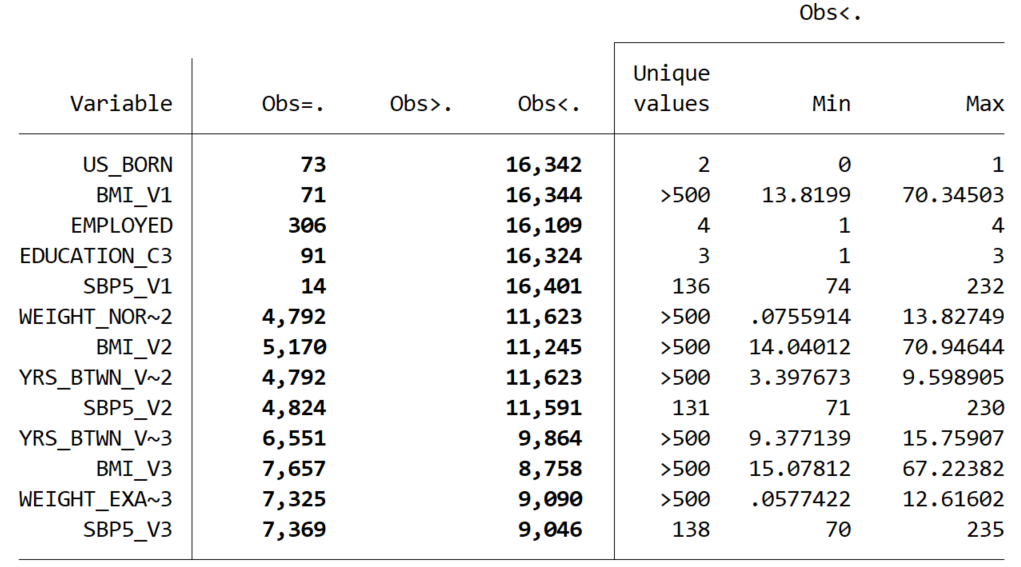 Obs<.
Unique
Variable Obs=. Obs>. Obs<. values Min Max
US_BORN 73 16,342 2 0 1
BMI_V1 71 16,344 >500 13.8199 70.34503
EMPLOYED 306 16,109 4 1 4
EDUCATION_C3 91 16,324 3 1 3
SBP5_V1 14 16,401 136 74 232
WEIGHT_NOR~2 4,792 11,623 >500 .0755914 13.82749
BMI_V2 5,170 11,245 >500 14.04012 70.94644
YRS_BTWN_V~2 4,792 11,623 >500 3.397673 9.598905
SBP5_V2 4,824 11,591 131 71 230
YRS_BTWN_V~3 6,551 9,864 >500 9.377139 15.75907
BMI_V3 7,657 8,758 >500 15.07812 67.22382
WEIGHT_EXA~3 7,325 9,090 >500 .0577422 12.61602
SBP5_V3 7,369 9,046 138 70 235